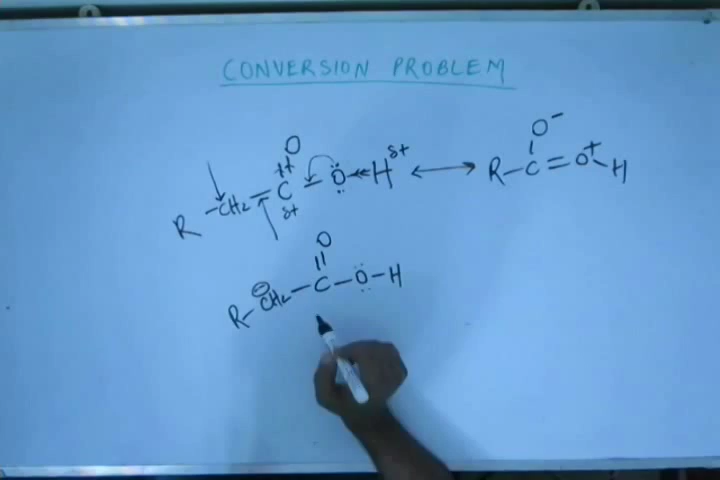 CONVERSION PROBLEM
O O⁻
R - CH₂ = C = Ö ← H δ+ ↔ R - C = O⁺ - H
δ+
O
R - CH₂ - C - Ö - H
⊖